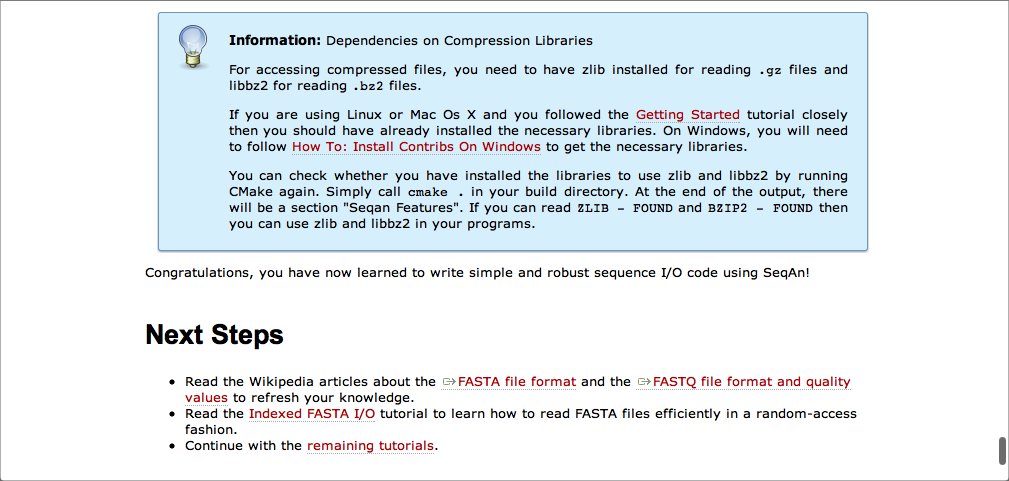 Information: Dependencies on Compression Libraries
For accessing compressed files, you need to have zlib installed for reading .gz files and
libbz2 for reading .bz2 files.
If you are using Linux or Mac Os X and you followed the Getting Started tutorial closely
then you should have already installed the necessary libraries. On Windows, you will need
to follow How To: Install Contribs On Windows to get the necessary libraries.
You can check whether you have installed the libraries to use zlib and libbz2 by running
CMake again. Simply call cmake . in your build directory. At the end of the output, there
will be a section "Seqan Features". If you can read ZLIB - FOUND and BZIP2 - FOUND then
you can use zlib and libbz2 in your programs.
Congratulations, you have now learned to write simple and robust sequence I/O code using SeqAn!
Next Steps
• Read the Wikipedia articles about the FASTA file format and the FASTQ file format and quality
values to refresh your knowledge.
• Read the Indexed FASTA I/O tutorial to learn how to read FASTA files efficiently in a random-access
fashion.
• Continue with the remaining tutorials.